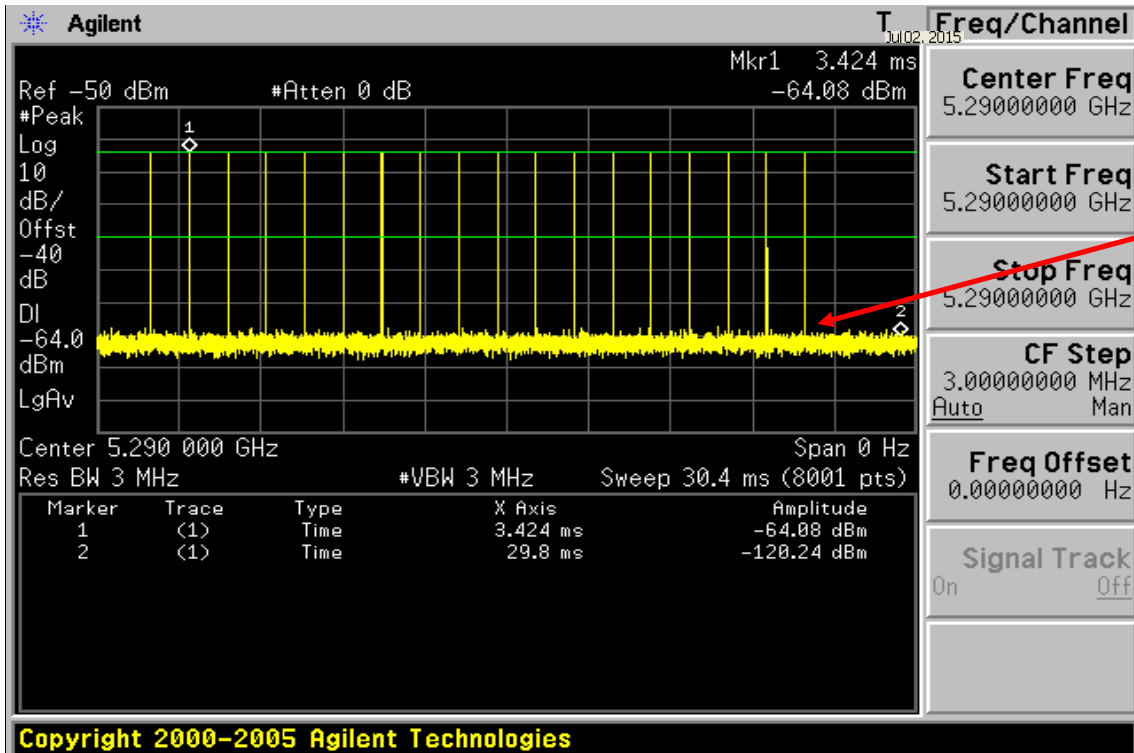 Agilent
T
Jul 02, 2015
Freq/Channel
Mkr1 3.424 ms
Ref -50 dBm #Atten 0 dB -64.08 dBm
#Peak
Log
10
dB/
Offst
-40
dB
DI
-64.0
dBm
LgAv
1
2
Center 5.290 000 GHz Span 0 Hz
Res BW 3 MHz #VBW 3 MHz Sweep 30.4 ms (8001 pts)
Marker Trace Type X Axis Amplitude
1 (1) Time 3.424 ms -64.08 dBm
2 (1) Time 29.8 ms -120.24 dBm
Center Freq
5.29000000 GHz
Start Freq
5.29000000 GHz
Stop Freq
5.29000000 GHz
CF Step
3.00000000 MHz
Auto Man
Freq Offset
0.00000000 Hz
Signal Track
On Off
Copyright 2000-2005 Agilent Technologies